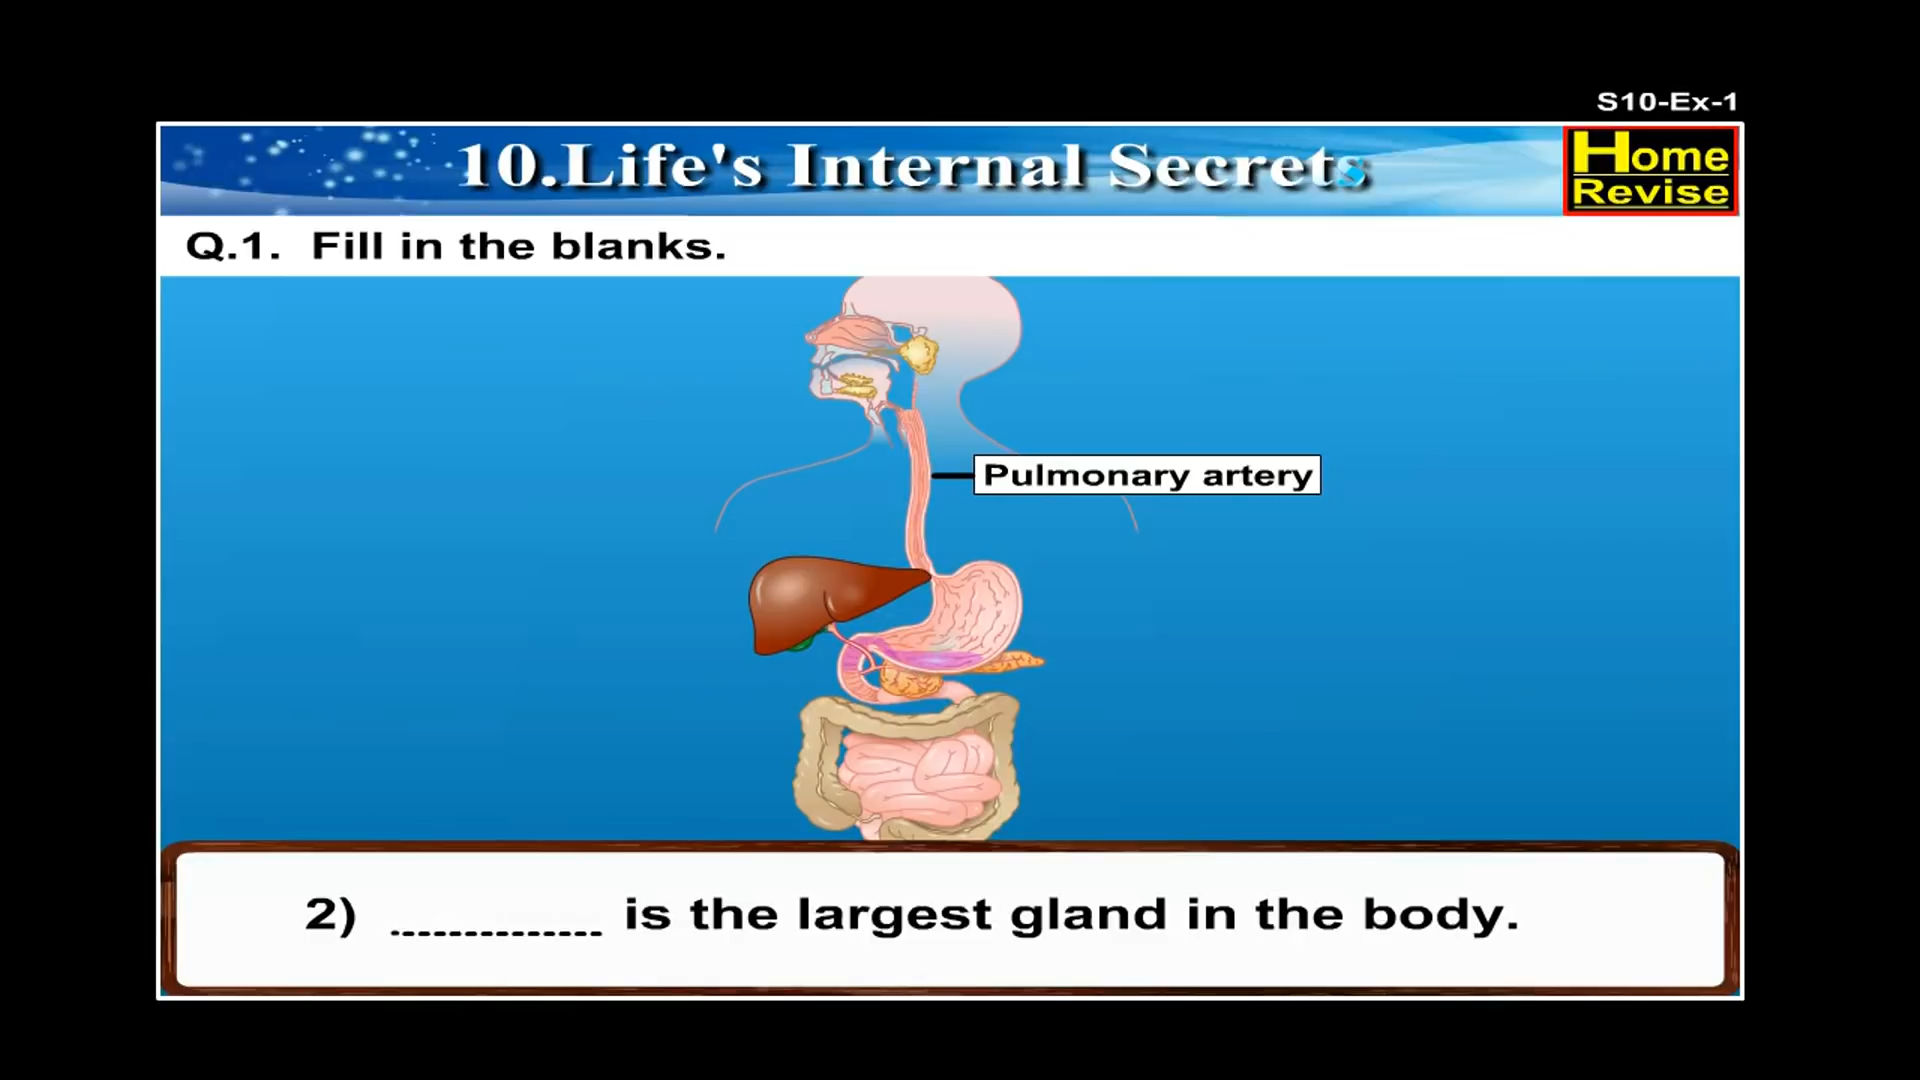 S10-Ex-1
10.Life's Internal Secrets
Home
Revise
Q.1. Fill in the blanks.
Pulmonary artery
2) .............. is the largest gland in the body.